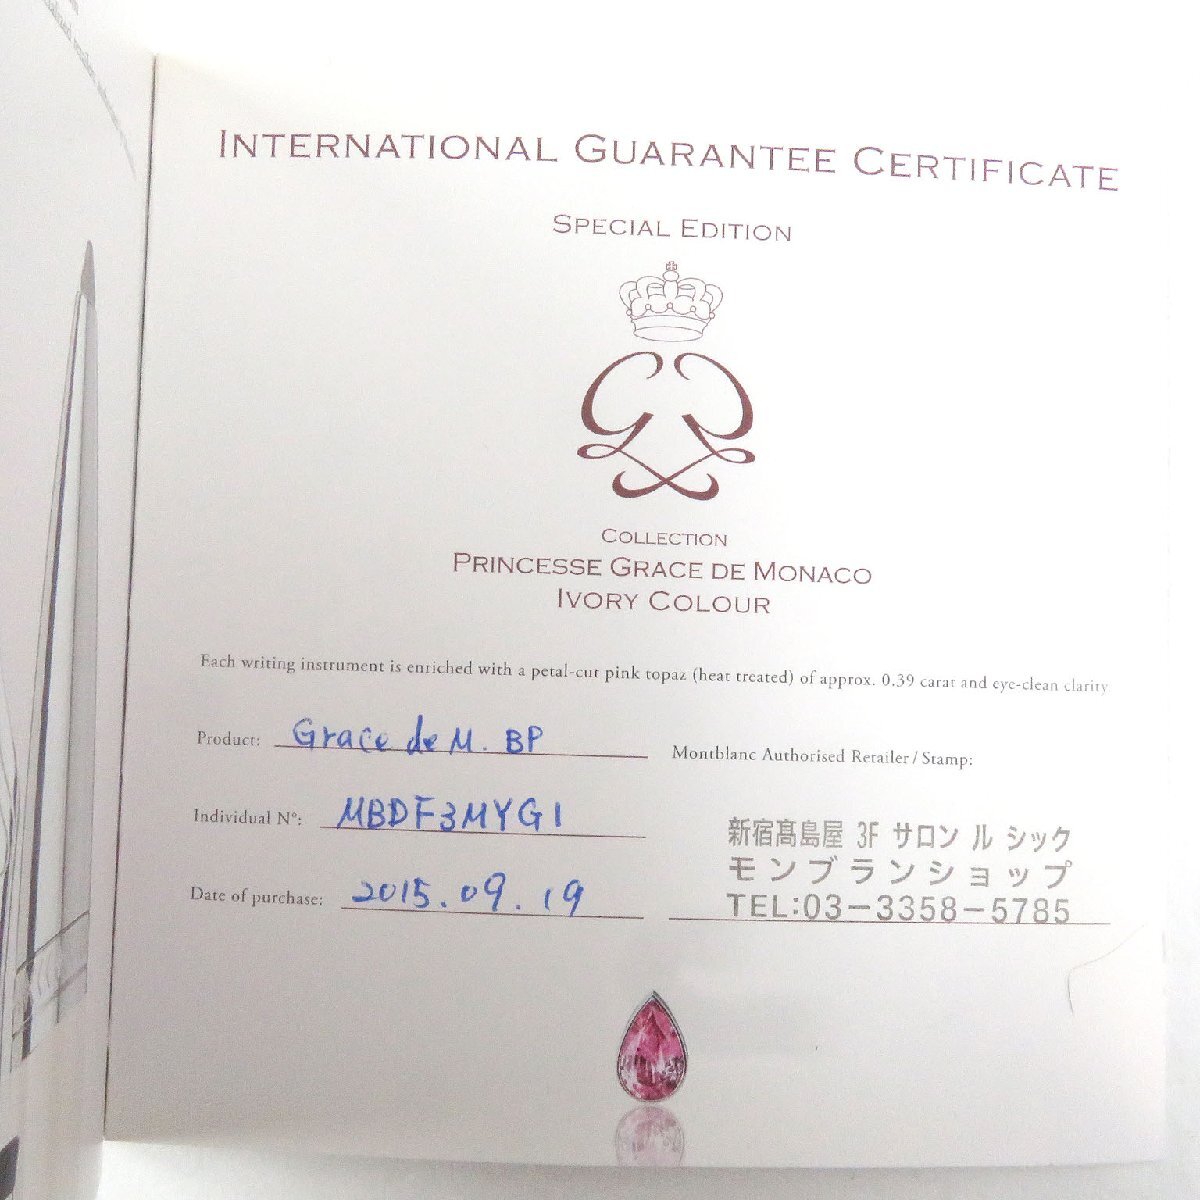 INTERNATIONAL GUARANTEE CERTIFICATE
SPECIAL EDITION
COLLECTION
PRINCESSE GRACE DE MONACO
IVORY COLOUR
Each writing instrument is enriched with a petal-cut pink topaz (heat treated) of approx. 0.39 carat and eye-clean clarity
Product: Grace de M. BP
Individual N°: MBDF3MYG1
Date of purchase: 2015.09.19
Montblanc Authorised Retailer / Stamp:
新宿髙島屋 3F サロン ル シック
モンブランショップ
TEL:03-3358-5785